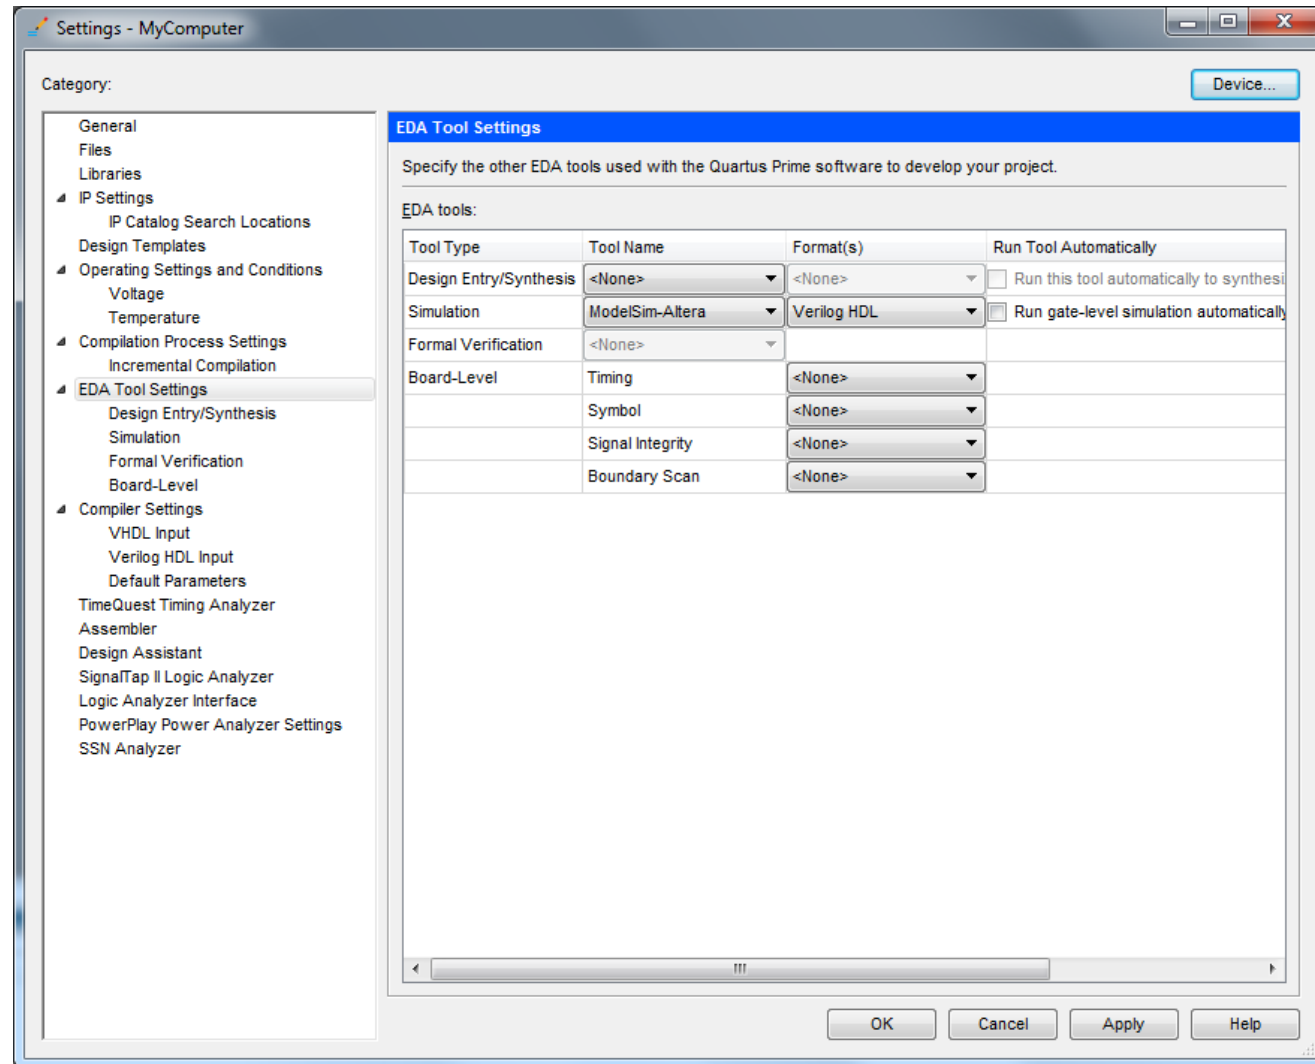 Settings - MyComputer
Category:
Device...
General
Files
Libraries
IP Settings
IP Catalog Search Locations
Design Templates
Operating Settings and Conditions
Voltage
Temperature
Compilation Process Settings
Incremental Compilation
EDA Tool Settings
Design Entry/Synthesis
Simulation
Formal Verification
Board-Level
Compiler Settings
VHDL Input
Verilog HDL Input
Default Parameters
TimeQuest Timing Analyzer
Assembler
Design Assistant
SignalTap II Logic Analyzer
Logic Analyzer Interface
PowerPlay Power Analyzer Settings
SSN Analyzer
EDA Tool Settings
Specify the other EDA tools used with the Quartus Prime software to develop your project.
EDA tools:
Tool Type Tool Name Format(s) Run Tool Automatically
Design Entry/Synthesis <None> <None> Run this tool automatically to synthesi
Simulation ModelSim-Altera Verilog HDL Run gate-level simulation automatically
Formal Verification <None>
Board-Level Timing <None>
Symbol <None>
Signal Integrity <None>
Boundary Scan <None>
OK Cancel Apply Help